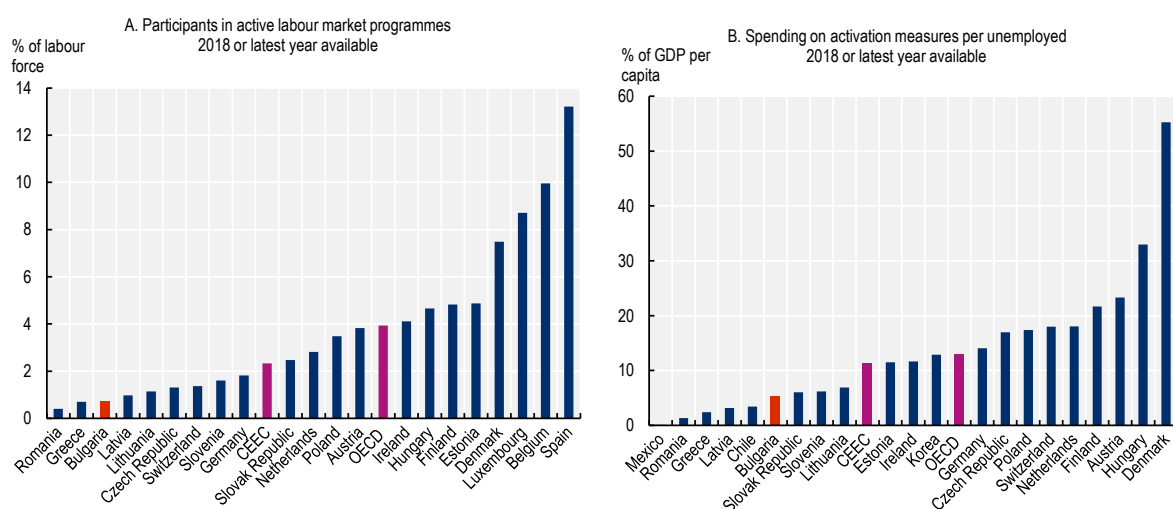 A. Participants in active labour market programmes
2018 or latest year available
% of labour
force
14
12
10
8
6
4
2
0
Romania
Greece
Bulgaria
Latvia
Lithuania
Czech Republic
Switzerland
Slovenia
Germany
CEEC
Slovak Republic
Netherlands
Poland
Austria
OECD
Ireland
Hungary
Finland
Estonia
Denmark
Luxembourg
Belgium
Spain
B. Spending on activation measures per unemployed
2018 or latest year available
% of GDP per
capita
60
50
40
30
20
10
0
Mexico
Romania
Greece
Latvia
Chile
Bulgaria
Slovak Republic
Slovenia
Lithuania
CEEC
Estonia
Ireland
Korea
OECD
Germany
Czech Republic
Poland
Switzerland
Netherlands
Finland
Austria
Hungary
Denmark